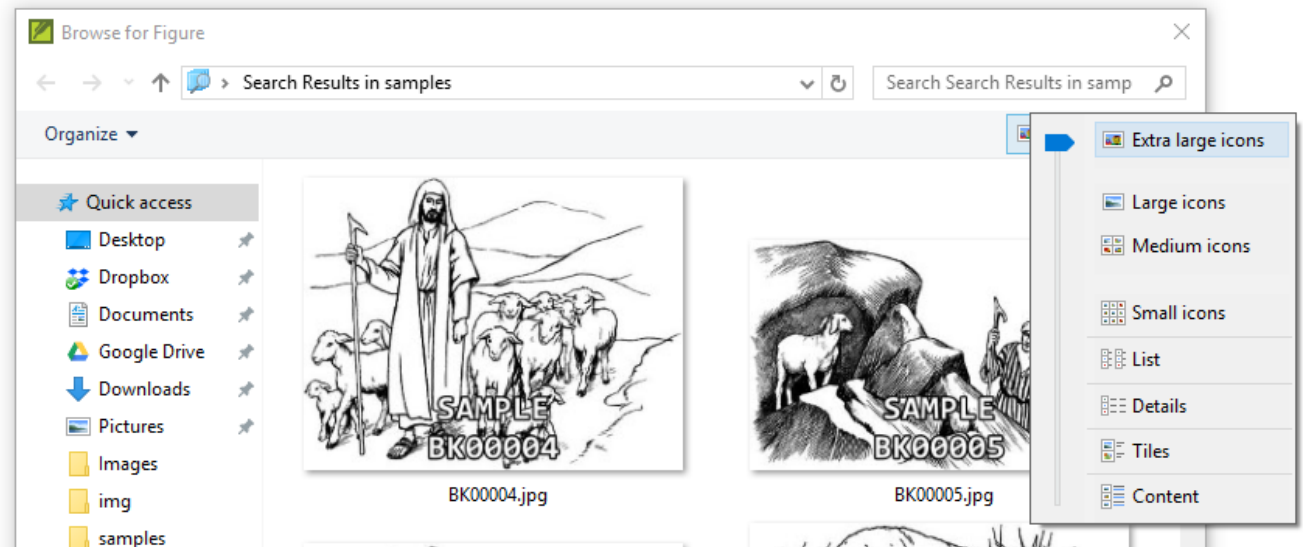 Browse for Figure
Search Results in samples
Search Search Results in samp
Organize
Extra large icons
Large icons
Medium icons
Small icons
List
Details
Tiles
Content
Quick access
Desktop
Dropbox
Documents
Google Drive
Downloads
Pictures
Images
img
samples
SAMPLE
BK00004
BK00004.jpg
SAMPLE
BK00005
BK00005.jpg